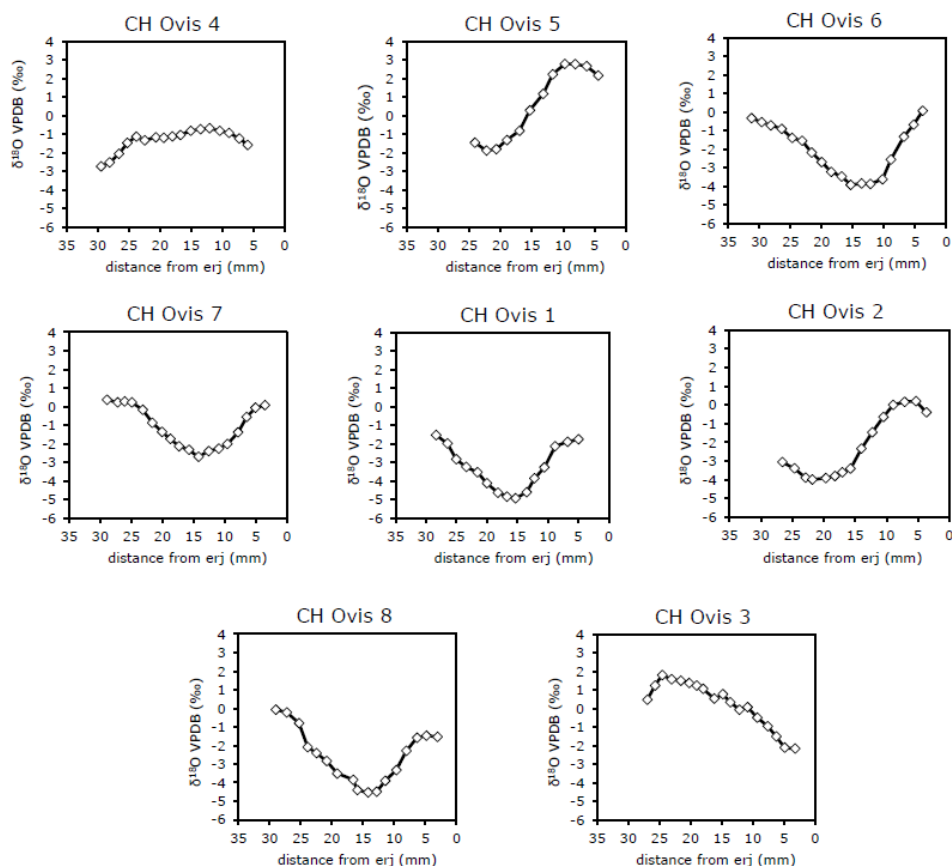 CH Ovis 4
4
3
2
1
0
-1
-2
-3
-4
-5
-6
δ¹⁸O VPDB (‰)
35 30 25 20 15 10 5 0
distance from erj (mm)
CH Ovis 5
4
3
2
1
0
-1
-2
-3
-4
-5
-6
δ¹⁸O VPDB (‰)
35 30 25 20 15 10 5 0
distance from erj (mm)
CH Ovis 6
4
3
2
1
0
-1
-2
-3
-4
-5
-6
δ¹⁸O VPDB (‰)
35 30 25 20 15 10 5 0
distance from erj (mm)
CH Ovis 7
4
3
2
1
0
-1
-2
-3
-4
-5
-6
δ¹⁸O VPDB (‰)
35 30 25 20 15 10 5 0
distance from erj (mm)
CH Ovis 1
4
3
2
1
0
-1
-2
-3
-4
-5
-6
δ¹⁸O VPDB (‰)
35 30 25 20 15 10 5 0
distance from erj (mm)
CH Ovis 2
4
3
2
1
0
-1
-2
-3
-4
-5
-6
δ¹⁸O VPDB (‰)
35 30 25 20 15 10 5 0
distance from erj (mm)
CH Ovis 8
4
3
2
1
0
-1
-2
-3
-4
-5
-6
δ¹⁸O VPDB (‰)
35 30 25 20 15 10 5 0
distance from erj (mm)
CH Ovis 3
4
3
2
1
0
-1
-2
-3
-4
-5
-6
δ¹⁸O VPDB (‰)
35 30 25 20 15 10 5 0
distance from erj (mm)